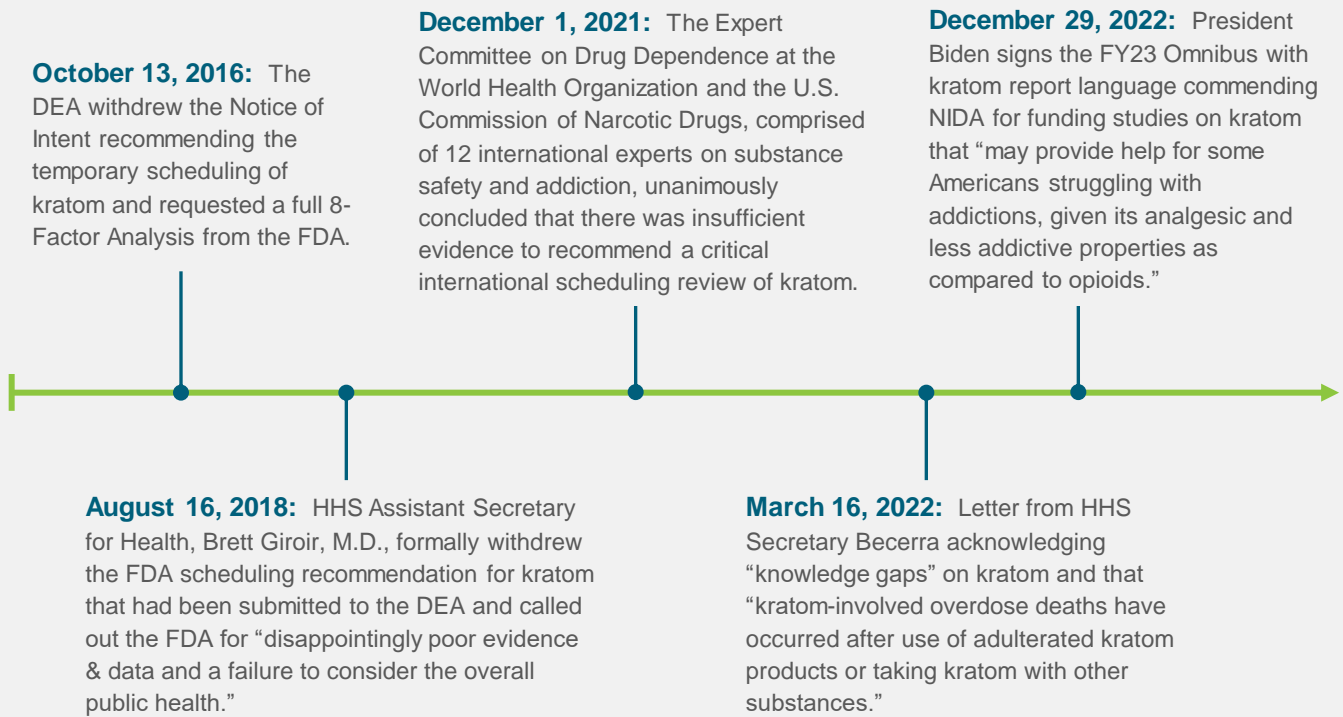 October 13, 2016: The
DEA withdrew the Notice of
Intent recommending the
temporary scheduling of
kratom and requested a full 8-
Factor Analysis from the FDA.
December 1, 2021: The Expert
Committee on Drug Dependence at the
World Health Organization and the U.S.
Commission of Narcotic Drugs, comprised
of 12 international experts on substance
safety and addiction, unanimously
concluded that there was insufficient
evidence to recommend a critical
international scheduling review of kratom.
December 29, 2022: President
Biden signs the FY23 Omnibus with
kratom report language commending
NIDA for funding studies on kratom
that “may provide help for some
Americans struggling with
addictions, given its analgesic and
less addictive properties as
compared to opioids.”
August 16, 2018: HHS Assistant Secretary
for Health, Brett Giroir, M.D., formally withdrew
the FDA scheduling recommendation for kratom
that had been submitted to the DEA and called
out the FDA for “disappointingly poor evidence
& data and a failure to consider the overall
public health.”
March 16, 2022: Letter from HHS
Secretary Becerra acknowledging
“knowledge gaps” on kratom and that
“kratom-involved overdose deaths have
occurred after use of adulterated kratom
products or taking kratom with other
substances.”